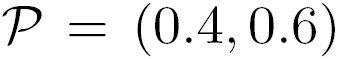 𝒫 = (0.4, 0.6)